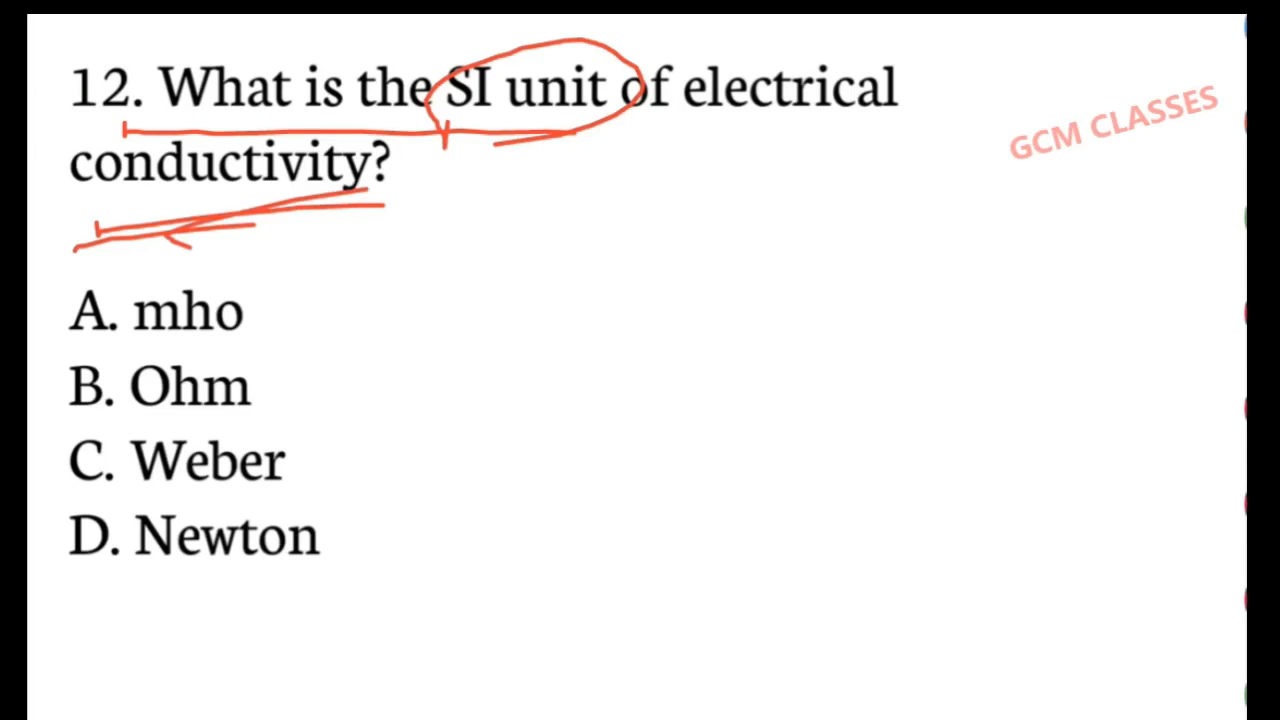 12. What is the SI unit of electrical
GCM CLASSES
conductivity?
A. mho
B. Ohm
C. Weber
D. Newton